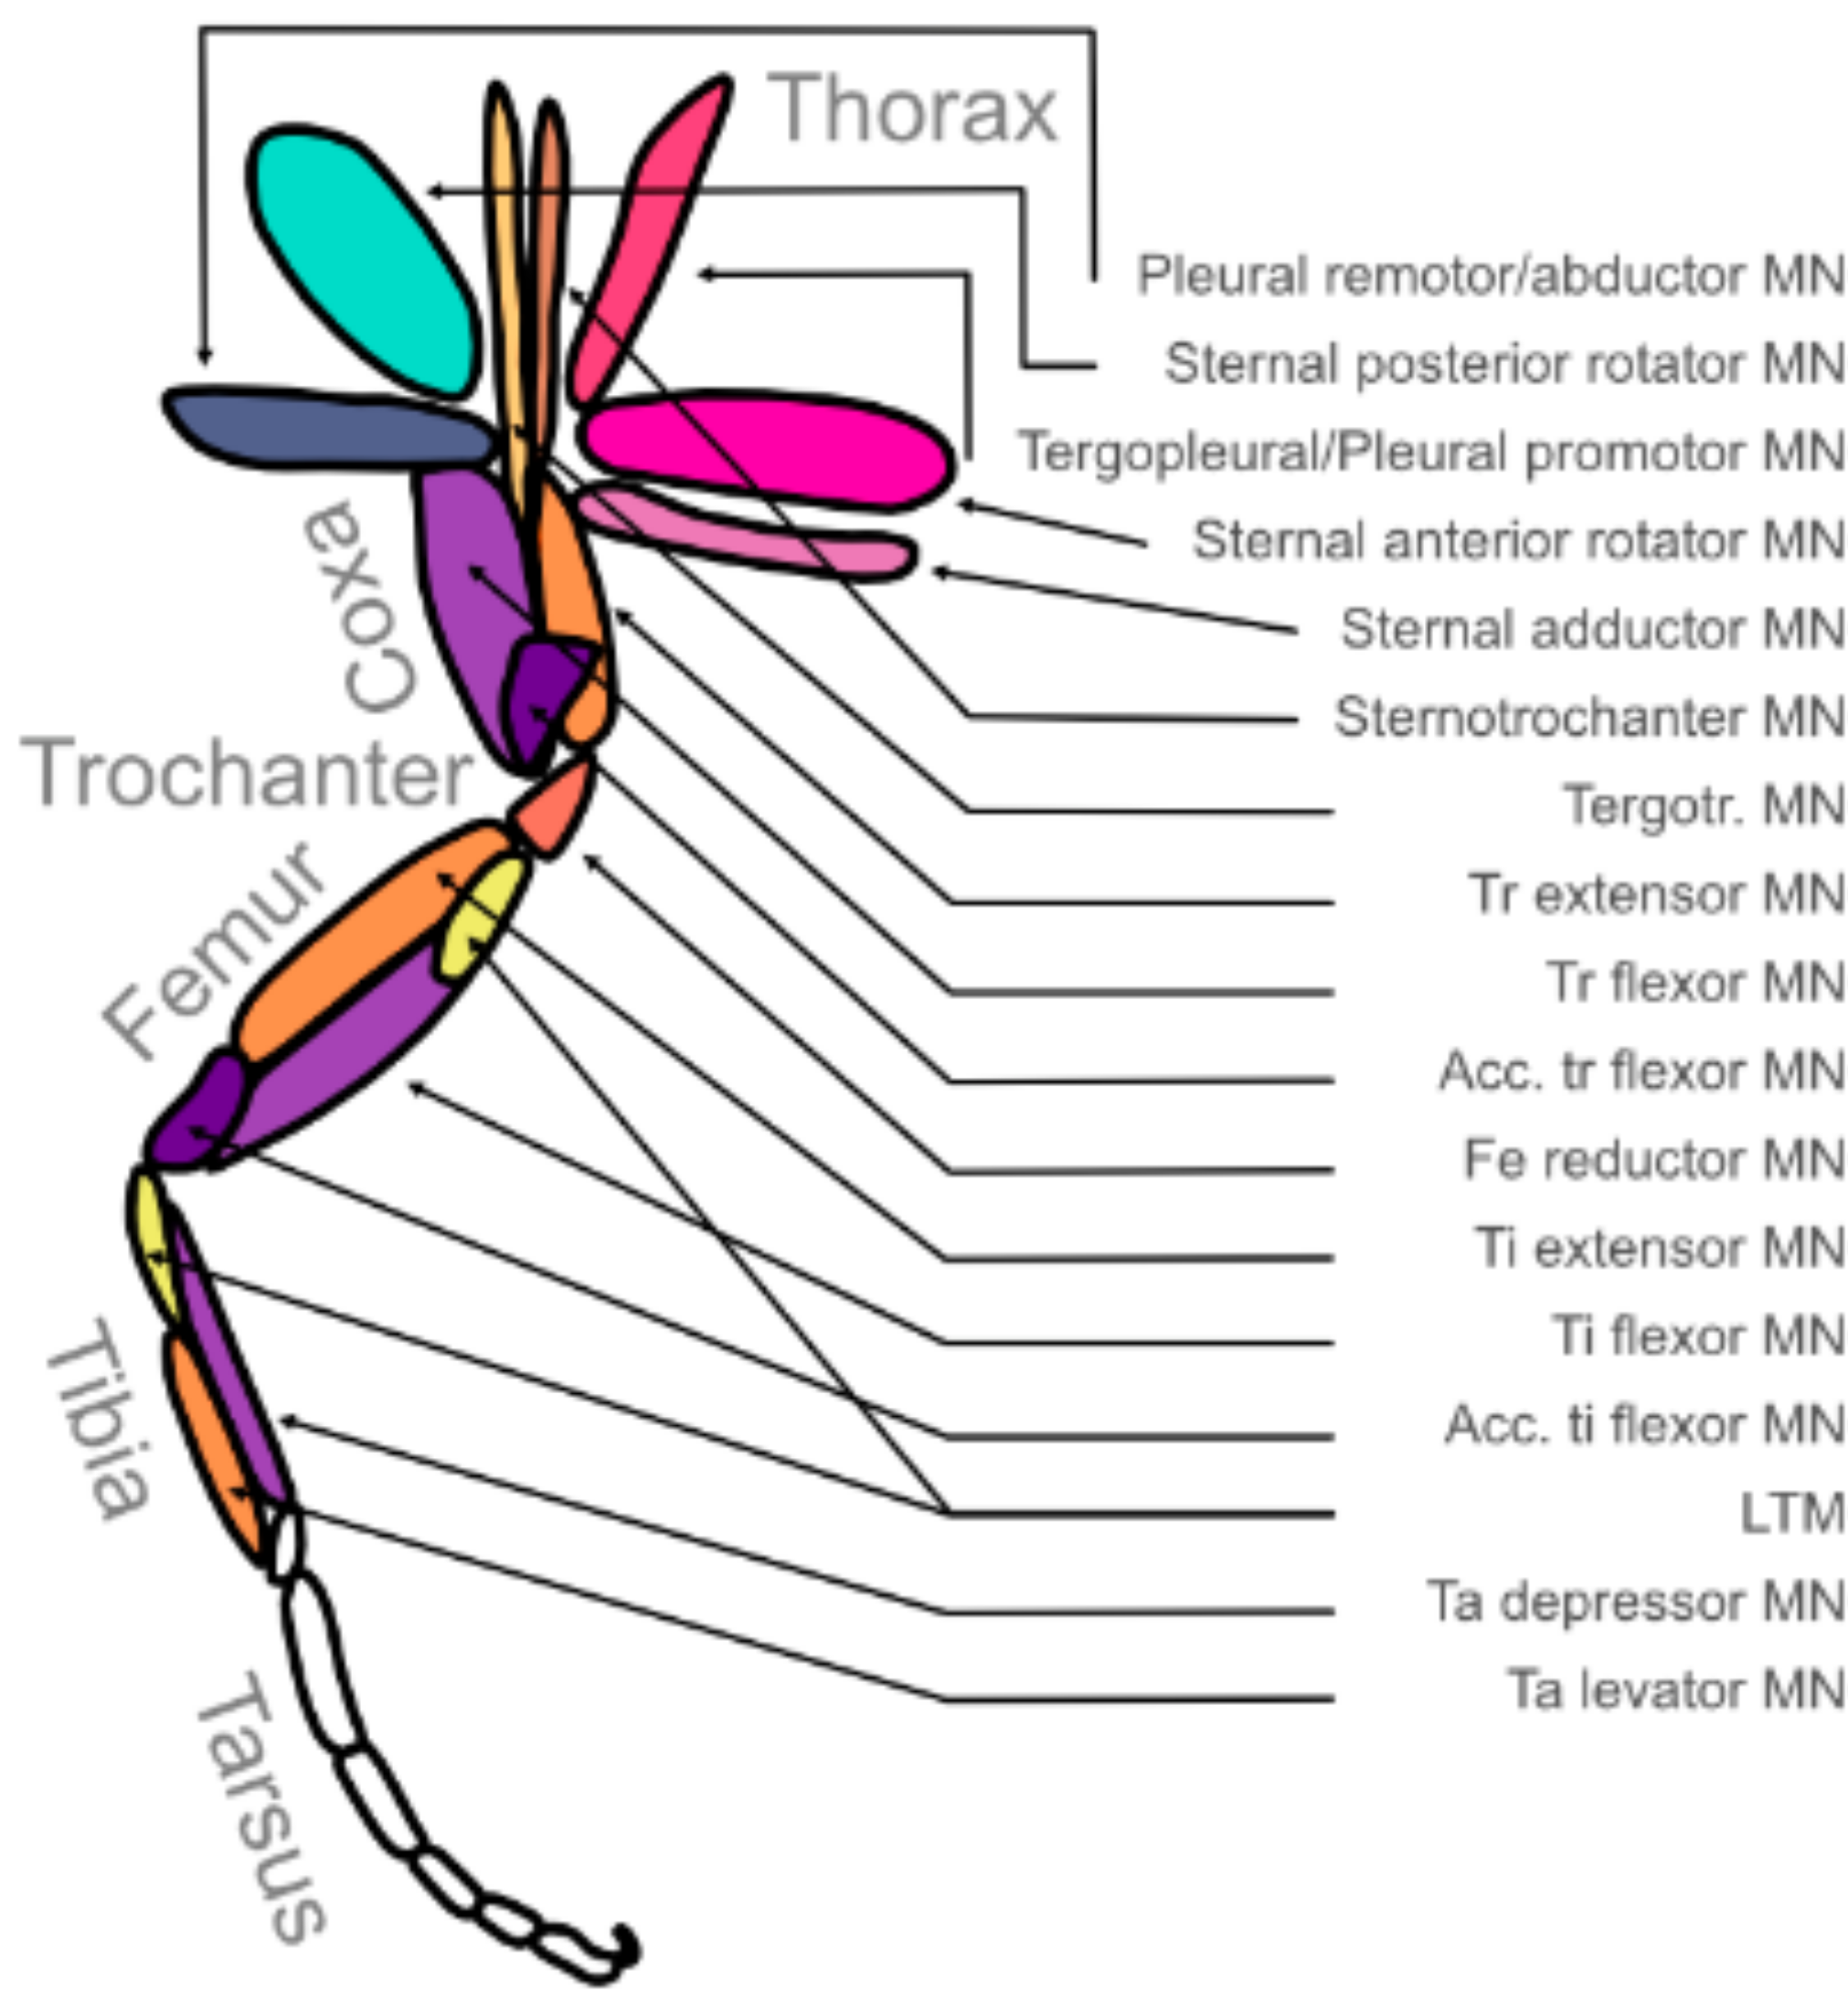 Thorax
Pleural remotor/abductor MN
Sternal posterior rotator MN
Tergopleural/Pleural promotor MN
Sternal anterior rotator MN
Sternal adductor MN
Sternotrochanter MN
Tergotr. MN
Tr extensor MN
Tr flexor MN
Acc. tr flexor MN
Fe reductor MN
Ti extensor MN
Ti flexor MN
Acc. ti flexor MN
LTM
Ta depressor MN
Ta levator MN
Coxa
Trochanter
Femur
Tibia
Tarsus